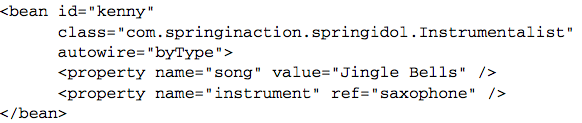 <bean id="kenny"
      class="com.springinaction.springidol.Instrumentalist"
      autowire="byType">
      <property name="song" value="Jingle Bells" />
      <property name="instrument" ref="saxophone" />
</bean>